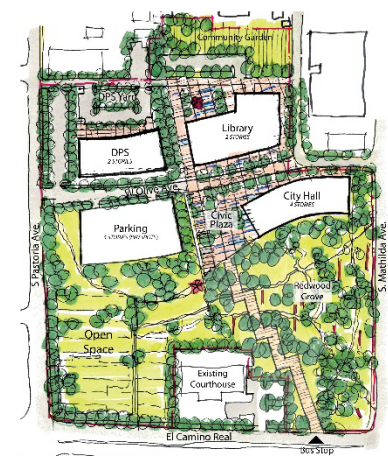 Community Garden
DPS Yard
Library
2 STORIES
DPS
2 STORIES
W Olive Ave.
City Hall
4 STORIES
Civic
Plaza
Parking
S Pastoria Ave.
S. Mathilda Ave.
Redwood
Grove
Open
Space
Existing
Courthouse
El Camino Real
Bus Stop